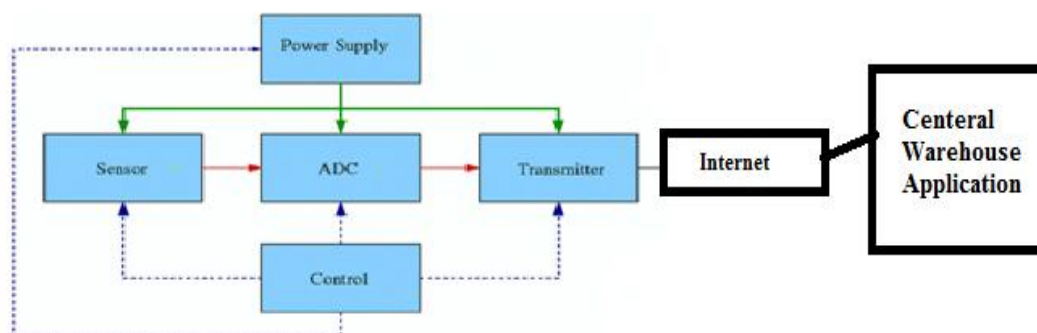 Power Supply
Sensor
ADC
Transmitter
Internet
Centeral
Warehouse
Application
Control